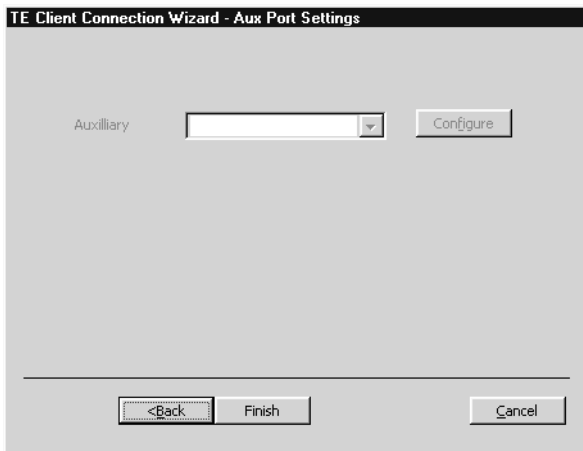 TE Client Connection Wizard - Aux Port Settings
Auxilliary
Configure
<Back
Finish
Cancel